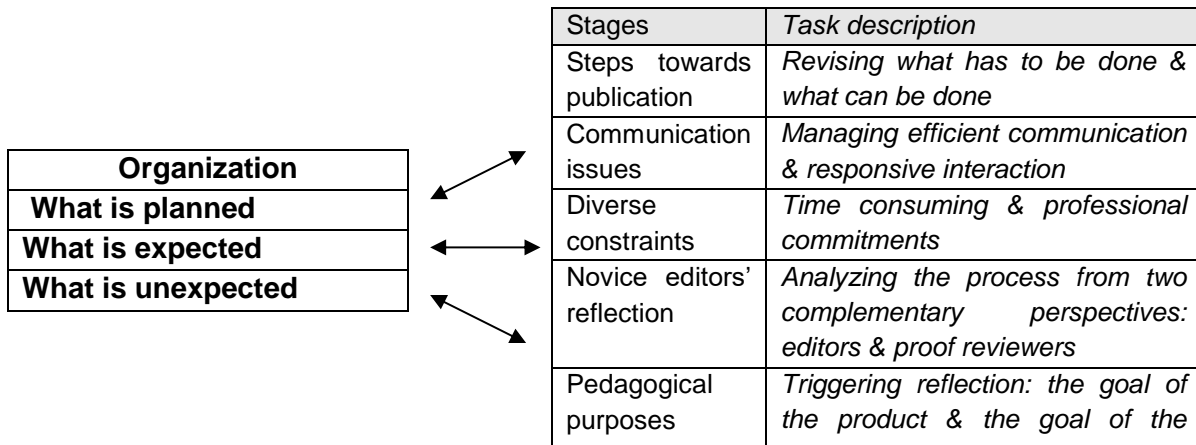 Organization
What is planned
What is expected
What is unexpected
Stages Task description
Steps towards Revising what has to be done &
publication what can be done
Communication Managing efficient communication
issues & responsive interaction
Diverse Time consuming & professional
constraints commitments
Novice editors’ Analyzing the process from two
reflection complementary perspectives:
editors & proof reviewers
Pedagogical Triggering reflection: the goal of
purposes the product & the goal of the